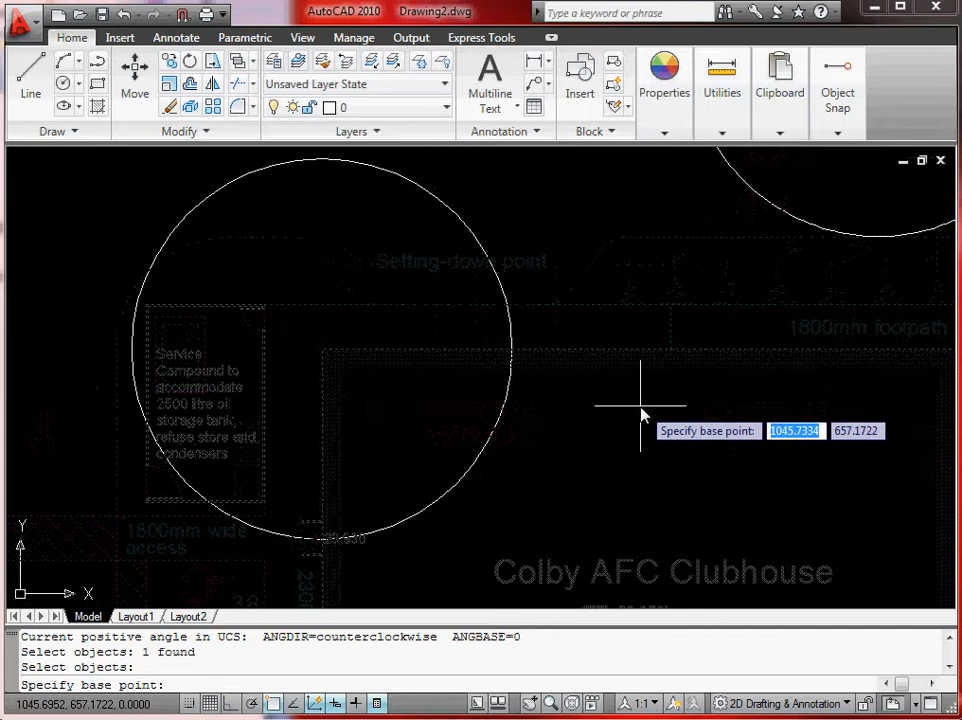 AutoCAD 2010 Drawing2.dwg
Type a keyword or phrase
Home Insert Annotate Parametric View Manage Output Express Tools
Line
Move
Unsaved Layer State
0
Multiline
Text
Insert
Properties
Utilities
Clipboard
Object
Snap
Draw
Modify
Layers
Annotation
Block
Setting-down point
1800mm footpath
Service
Compound to
accommodate
2500 litre oil
storage tank,
refuse store and
condensers
Specify base point: 1045.7334 657.1722
1800mm wide
access
Colby AFC Clubhouse
Y
X
Model Layout1 Layout2
Current positive angle in UCS: ANGDIR=counterclockwise ANGBASE=0
Select objects: 1 found
Select objects:
Specify base point:
1045.6952, 657.1722, 0.0000
1:1
2D Drafting & Annotation